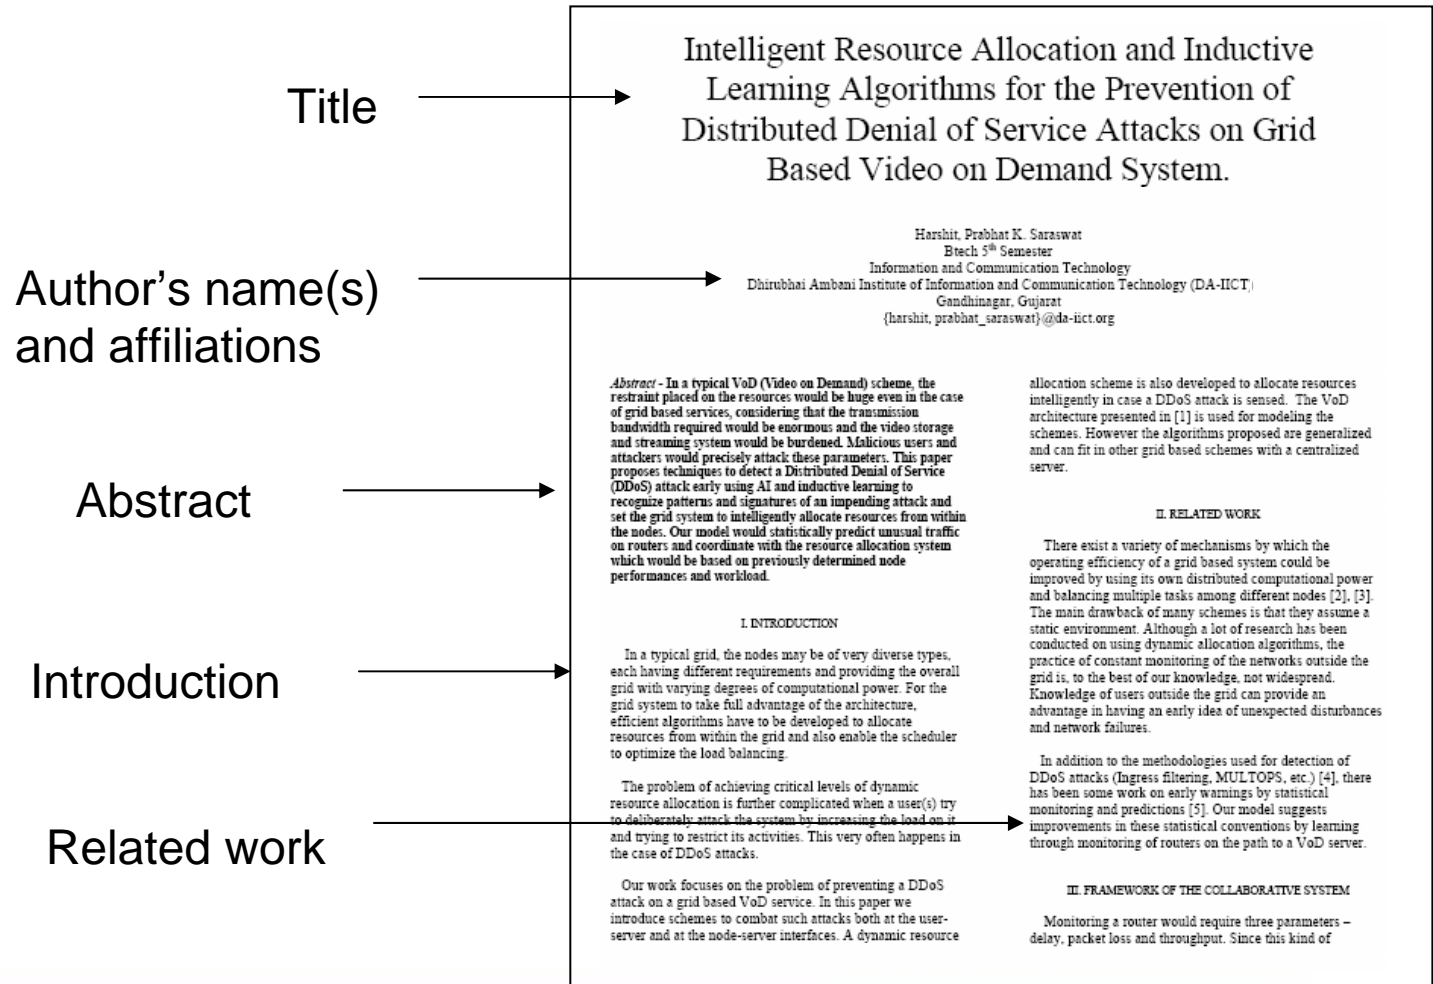 Title
Author's name(s)
and affiliations
Abstract
Introduction
Related work
Intelligent Resource Allocation and Inductive
Learning Algorithms for the Prevention of
Distributed Denial of Service Attacks on Grid
Based Video on Demand System.
Harshit, Prabhat K. Saraswat
Btech 5th Semester
Information and Communication Technology
Dhirubhai Ambani Institute of Information and Communication Technology (DA-IICT)
Gandhinagar, Gujarat
{harshit, prabhat_saraswat}@da-iict.org
Abstract - In a typical VoD (Video on Demand) scheme, the
restraint placed on the resources would be huge even in the case
of grid based services, considering that the transmission
bandwidth required would be enormous and the video storage
and streaming system would be burdened. Malicious users and
attackers would precisely attack these parameters. This paper
proposes techniques to detect a Distributed Denial of Service
(DDoS) attack early using AI and inductive learning to
recognize patterns and signatures of an impending attack and
set the grid system to intelligently allocate resources from within
the nodes. Our model would statistically predict unusual traffic
on routers and coordinate with the resource allocation system
which would be based on previously determined node
performances and workload.
I. INTRODUCTION
In a typical grid, the nodes may be of very diverse types,
each having different requirements and providing the overall
grid with varying degrees of computational power. For the
grid system to take full advantage of the architecture,
efficient algorithms have to be developed to allocate
resources from within the grid and also enable the scheduler
to optimize the load balancing.
The problem of achieving critical levels of dynamic
resource allocation is further complicated when a user(s) try
to deliberately attack the system by increasing the load on it
and trying to restrict its activities. This very often happens in
the case of DDoS attacks.
Our work focuses on the problem of preventing a DDoS
attack on a grid based VoD service. In this paper we
introduce schemes to combat such attacks both at the user-
server and at the node-server interfaces. A dynamic resource
allocation scheme is also developed to allocate resources
intelligently in case a DDoS attack is sensed. The VoD
architecture presented in [1] is used for modeling the
schemes. However the algorithms proposed are generalized
and can fit in other grid based schemes with a centralized
server.
II. RELATED WORK
There exist a variety of mechanisms by which the
operating efficiency of a grid based system could be
improved by using its own distributed computational power
and balancing multiple tasks among different nodes [2], [3].
The main drawback of many schemes is that they assume a
static environment. Although a lot of research has been
conducted on using dynamic allocation algorithms, the
practice of constant monitoring of the networks outside the
grid is, to the best of our knowledge, not widespread.
Knowledge of users outside the grid can provide an
advantage in having an early idea of unexpected disturbances
and network failures.
In addition to the methodologies used for detection of
DDoS attacks (Ingress filtering, MULTOPS, etc.) [4], there
has been some work on early warnings by statistical
monitoring and predictions [5]. Our model suggests
improvements in these statistical conventions by learning
through monitoring of routers on the path to a VoD server.
III. FRAMEWORK OF THE COLLABORATIVE SYSTEM
Monitoring a router would require three parameters –
delay, packet loss and throughput. Since this kind of